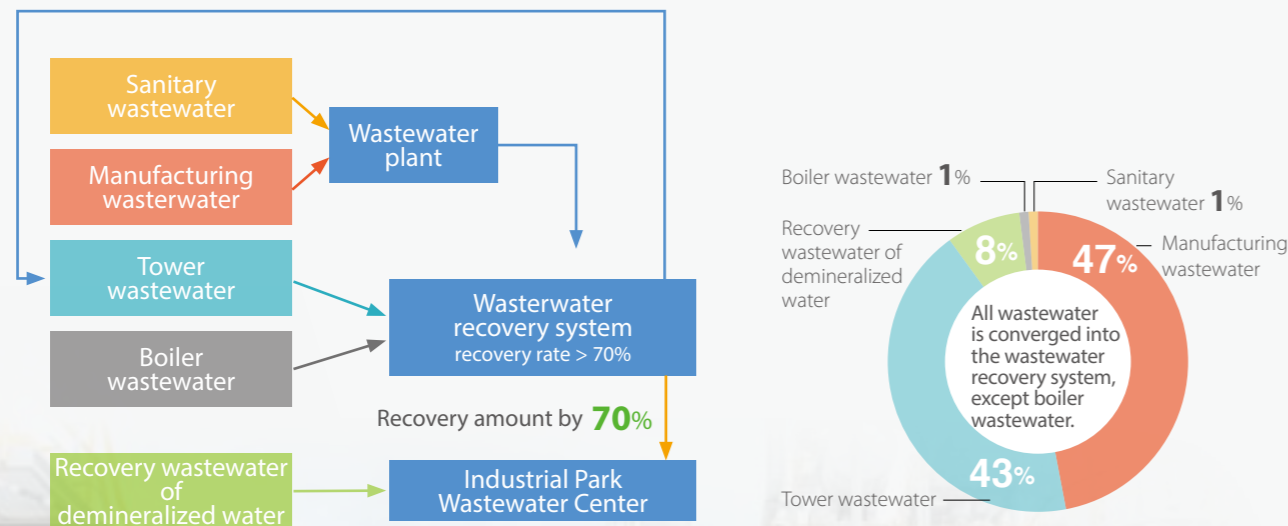 Sanitary
wastewater
Manufacturing
wasterwater
Wastewater
plant
Tower
wastewater
Boiler
wastewater
Wasterwater
recovery system
recovery rate > 70%
Recovery amount by 70%
Recovery wastewater
of
demineralized water
Industrial Park
Wastewater Center
Boiler wastewater 1%
Sanitary
wastewater 1%
Recovery
wastewater of
demineralized
water
8%
47%
Manufacturing
wastewater
All wastewater
is converged into
the wastewater
recovery system,
except boiler
wastewater.
43%
Tower wastewater